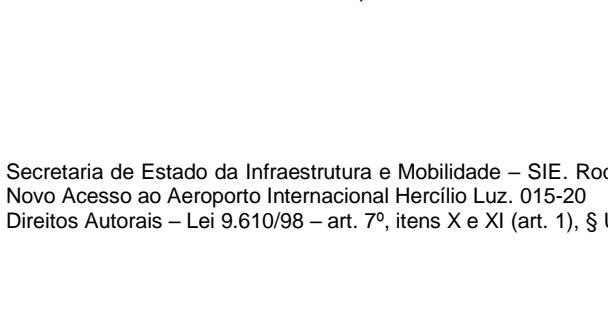 Secretaria de Estado da Infraestrutura e Mobilidade – SIE.
Novo Acesso ao Aeroporto Internacional Hercílio Luz. 015-20
Direitos Autorais – Lei 9.610/98 – art. 7º, itens X e XI (art. 1), §